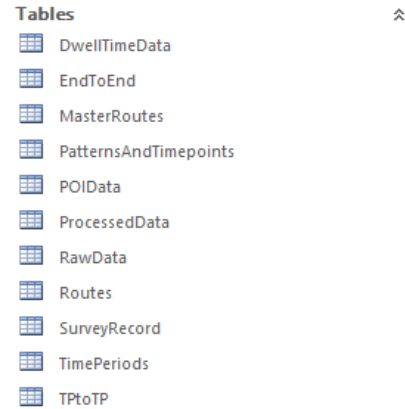 Tables
DwellTimeData
EndToEnd
MasterRoutes
PatternsAndTimepoints
POIData
ProcessedData
RawData
Routes
SurveyRecord
TimePeriods
TPtoTP